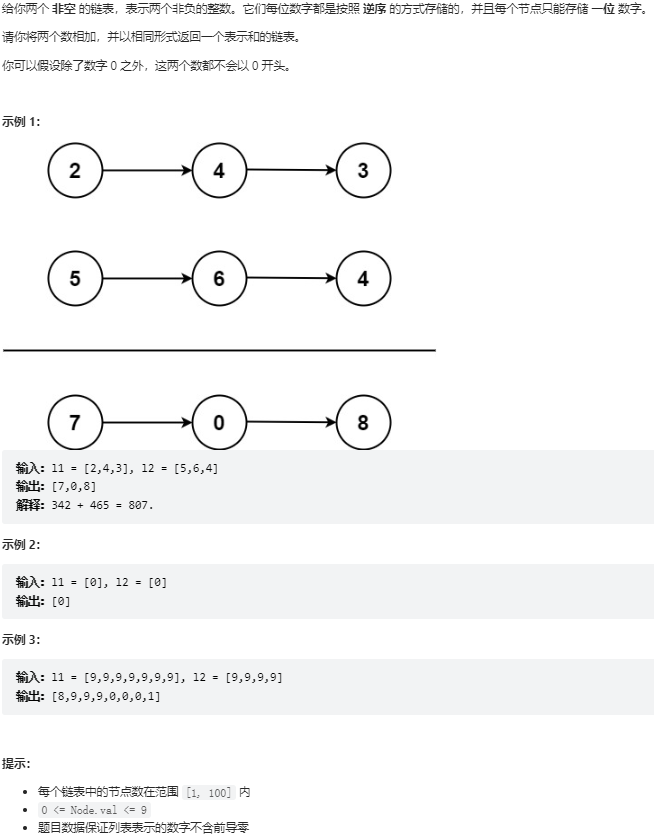 给你两个 非空 的链表，表示两个非负的整数。它们每位数字都是按照 逆序 的方式存储的，并且每个节点只能存储 一位 数字。
请你将两个数相加，并以相同形式返回一个表示和的链表。
你可以假设除了数字 0 之外，这两个数都不会以 0 开头。
示例 1：
2 4 3
5 6 4
7 0 8
输入：l1 = [2,4,3], l2 = [5,6,4]
输出：[7,0,8]
解释：342 + 465 = 807.
示例 2：
输入：l1 = [0], l2 = [0]
输出：[0]
示例 3：
输入：l1 = [9,9,9,9,9,9,9], l2 = [9,9,9,9]
输出：[8,9,9,9,0,0,0,1]
提示：
每个链表中的节点数在范围 [1, 100] 内
0 <= Node.val <= 9
题目数据保证列表表示的数字不含前导零